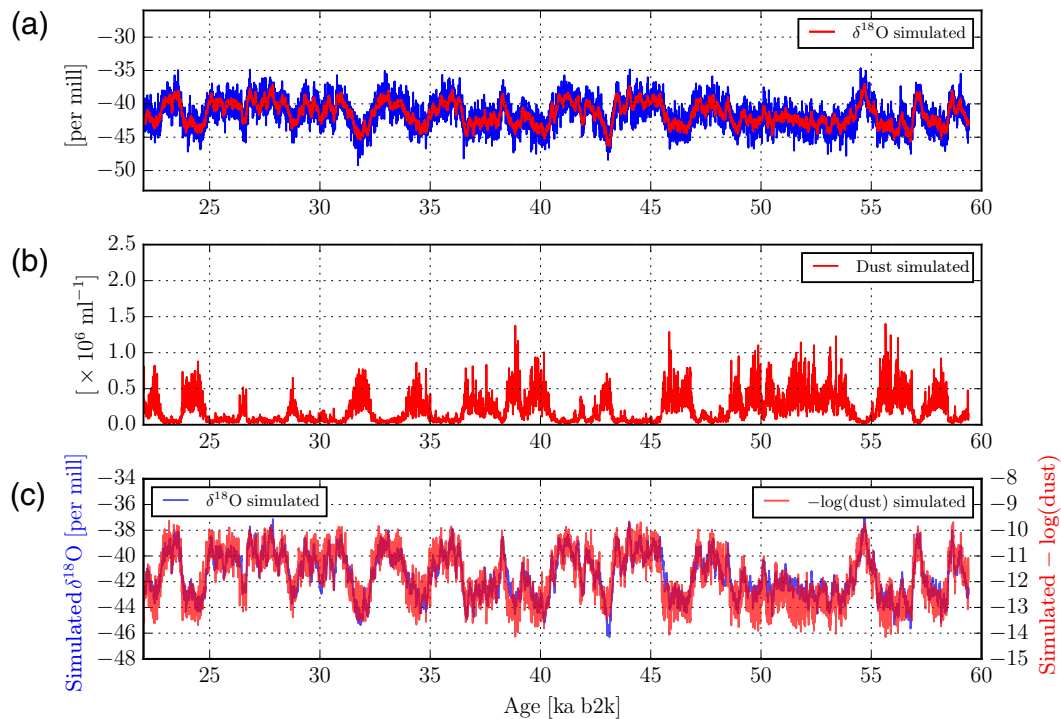 (a)
[per mill]
−30
−35
−40
−45
−50
δ¹⁸O simulated
25 30 35 40 45 50 55 60
(b)
[× 10⁶ ml⁻¹]
2.5
2.0
1.5
1.0
0.5
0.0
Dust simulated
25 30 35 40 45 50 55 60
(c)
Simulated δ¹⁸O [per mill]
−34
−36
−38
−40
−42
−44
−46
−48
δ¹⁸O simulated
−log(dust) simulated
−8
−9
−10
−11
−12
−13
−14
−15
Simulated − log(dust)
25 30 35 40 45 50 55 60
Age [ka b2k]